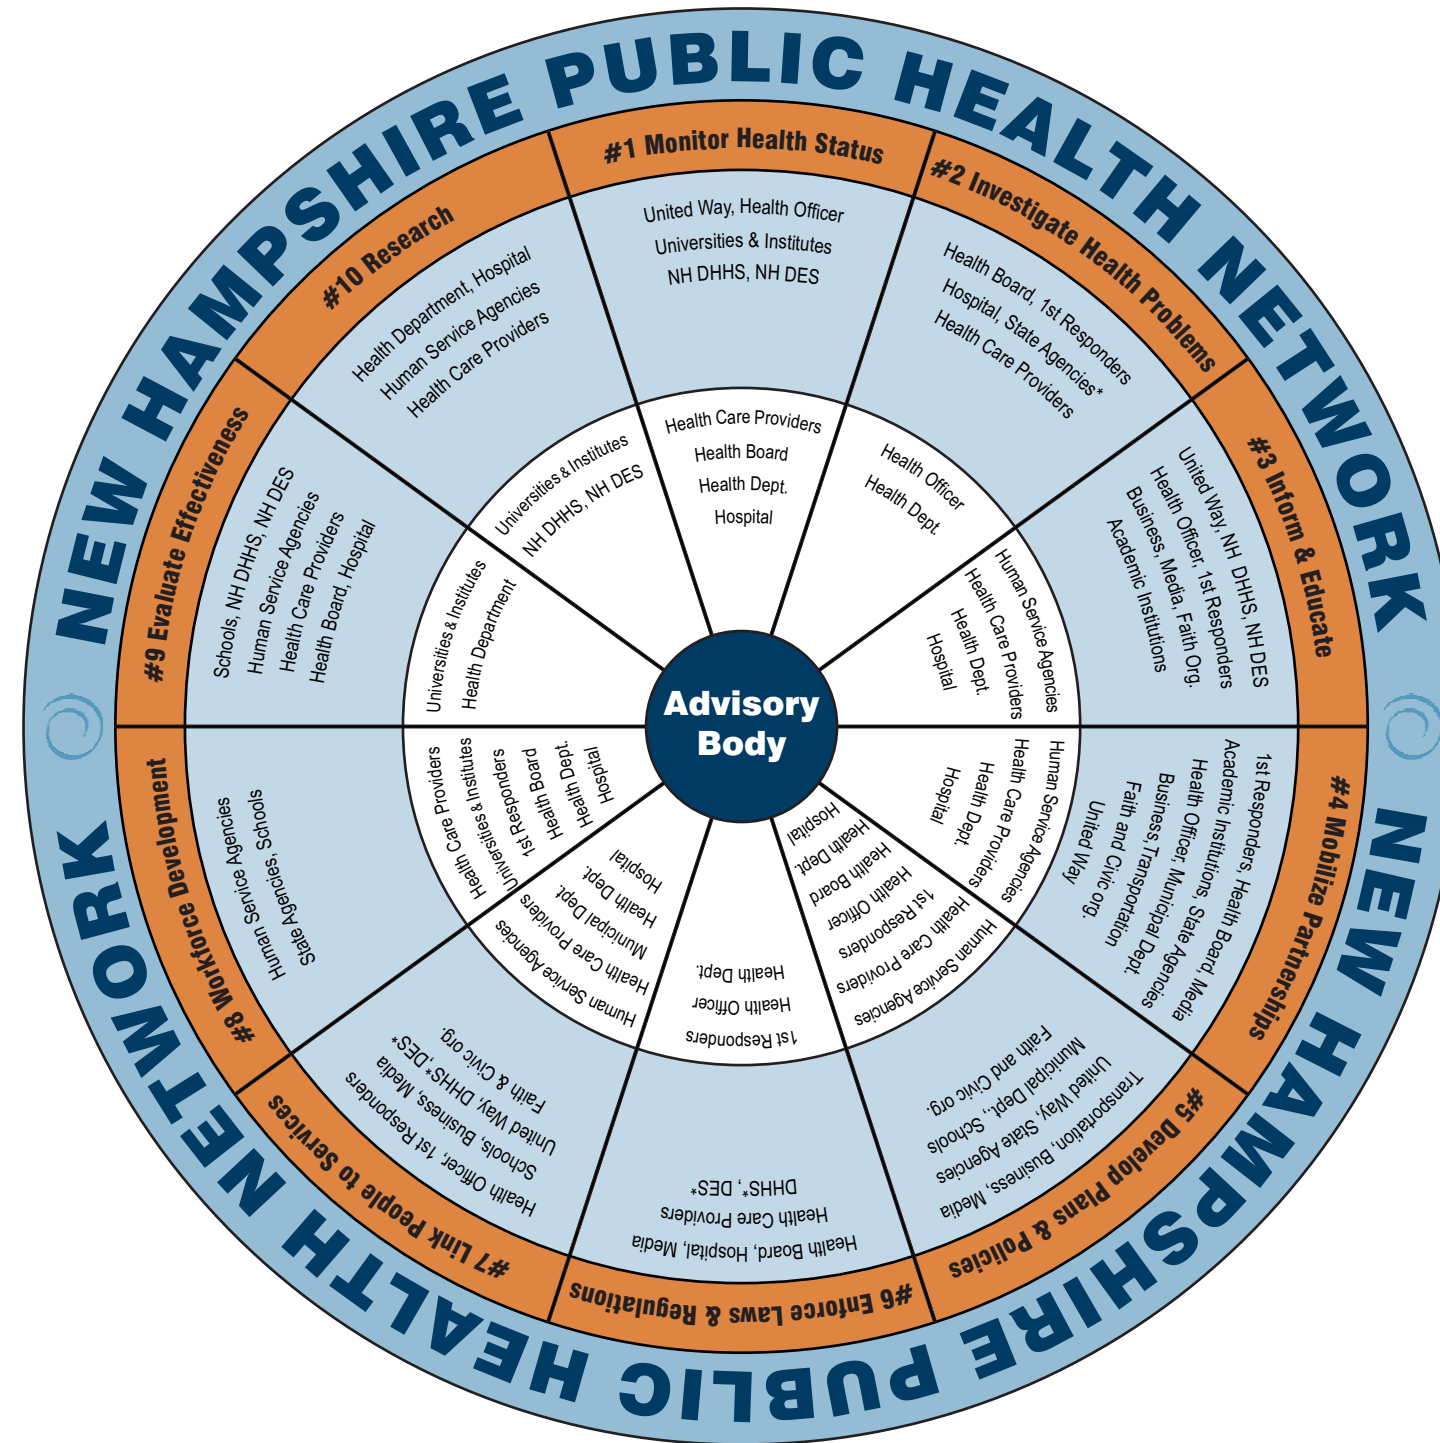 NEW HAMPSHIRE PUBLIC HEALTH NETWORK
NEW HAMPSHIRE PUBLIC HEALTH NETWORK
#1 Monitor Health Status
United Way, Health Officer
Universities & Institutes
NH DHHS, NH DES
Health Care Providers
Health Board
Health Dept.
Hospital
#2 Investigate Health Problems
Health Board, 1st Responders
Hospital, State Agencies*
Health Care Providers
Health Officer
Health Dept.
#3 Inform & Educate
United Way, NH DHHS, NH DES
Health Officer, 1st Responders
Business, Media, Faith Org.
Academic Institutions
Human Service Agencies
Health Care Providers
Health Dept.
Hospital
#4 Mobilize Partnerships
1st Responders, Health Board, Media
Academic Institutions, State Agencies
Health Officer, Municipal Dept.
Business, Transportation
Faith and Civic org.
United Way
Human Service Agencies
Health Care Providers
Health Dept.
Hospital
#5 Develop Plans & Policies
Transportation, Business, Media
United Way, State Agencies
Municipal Dept., Schools
Faith and Civic org.
Human Service Agencies
Health Care Providers
1st Responders
Health Officer
Health Board
Health Dept.
Hospital
#6 Enforce Laws & Regulations
Health Board, Hospital, Media
Health Care Providers
DHHS*, DES*
1st Responders
Health Officer
Health Dept.
#7 Link People to Services
Health Officer, 1st Responders
Schools, Business, Media
United Way, DHHS*, DES*
Faith & Civic org.
Human Service Agencies
Health Care Providers
Municipal Dept
Health Dept.
Hospital
#8 Workforce Development
Human Service Agencies
State Agencies, Schools
Health Care Providers
Universities & Institutes
1st Responders
Health Board
Health Dept.
Hospital
#9 Evaluate Effectiveness
Schools, NH DHHS, NH DES
Human Service Agencies
Health Care Providers
Health Board, Hospital
Universities & Institutes
Health Department
#10 Research
Health Department, Hospital
Human Service Agencies
Health Care Providers
Universities & Institutes
NH DHHS, NH DES
Advisory
Body